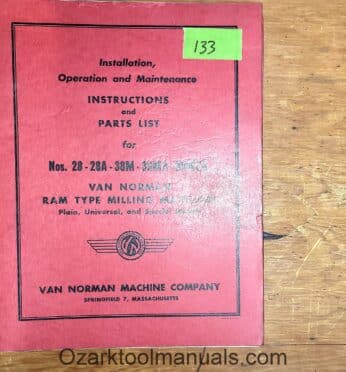 133
Installation,
Operation and Maintenance
INSTRUCTIONS
and
PARTS LIST
for
Nos. 28 - 28A - 38M -
VAN NORMAN
RAM TYPE MILLING
Plain, Universal, and
VN
VAN NORMAN MACHINE COMPANY
SPRINGFIELD 7, MASSACHUSETTS
Ozarktoolmanuals.com